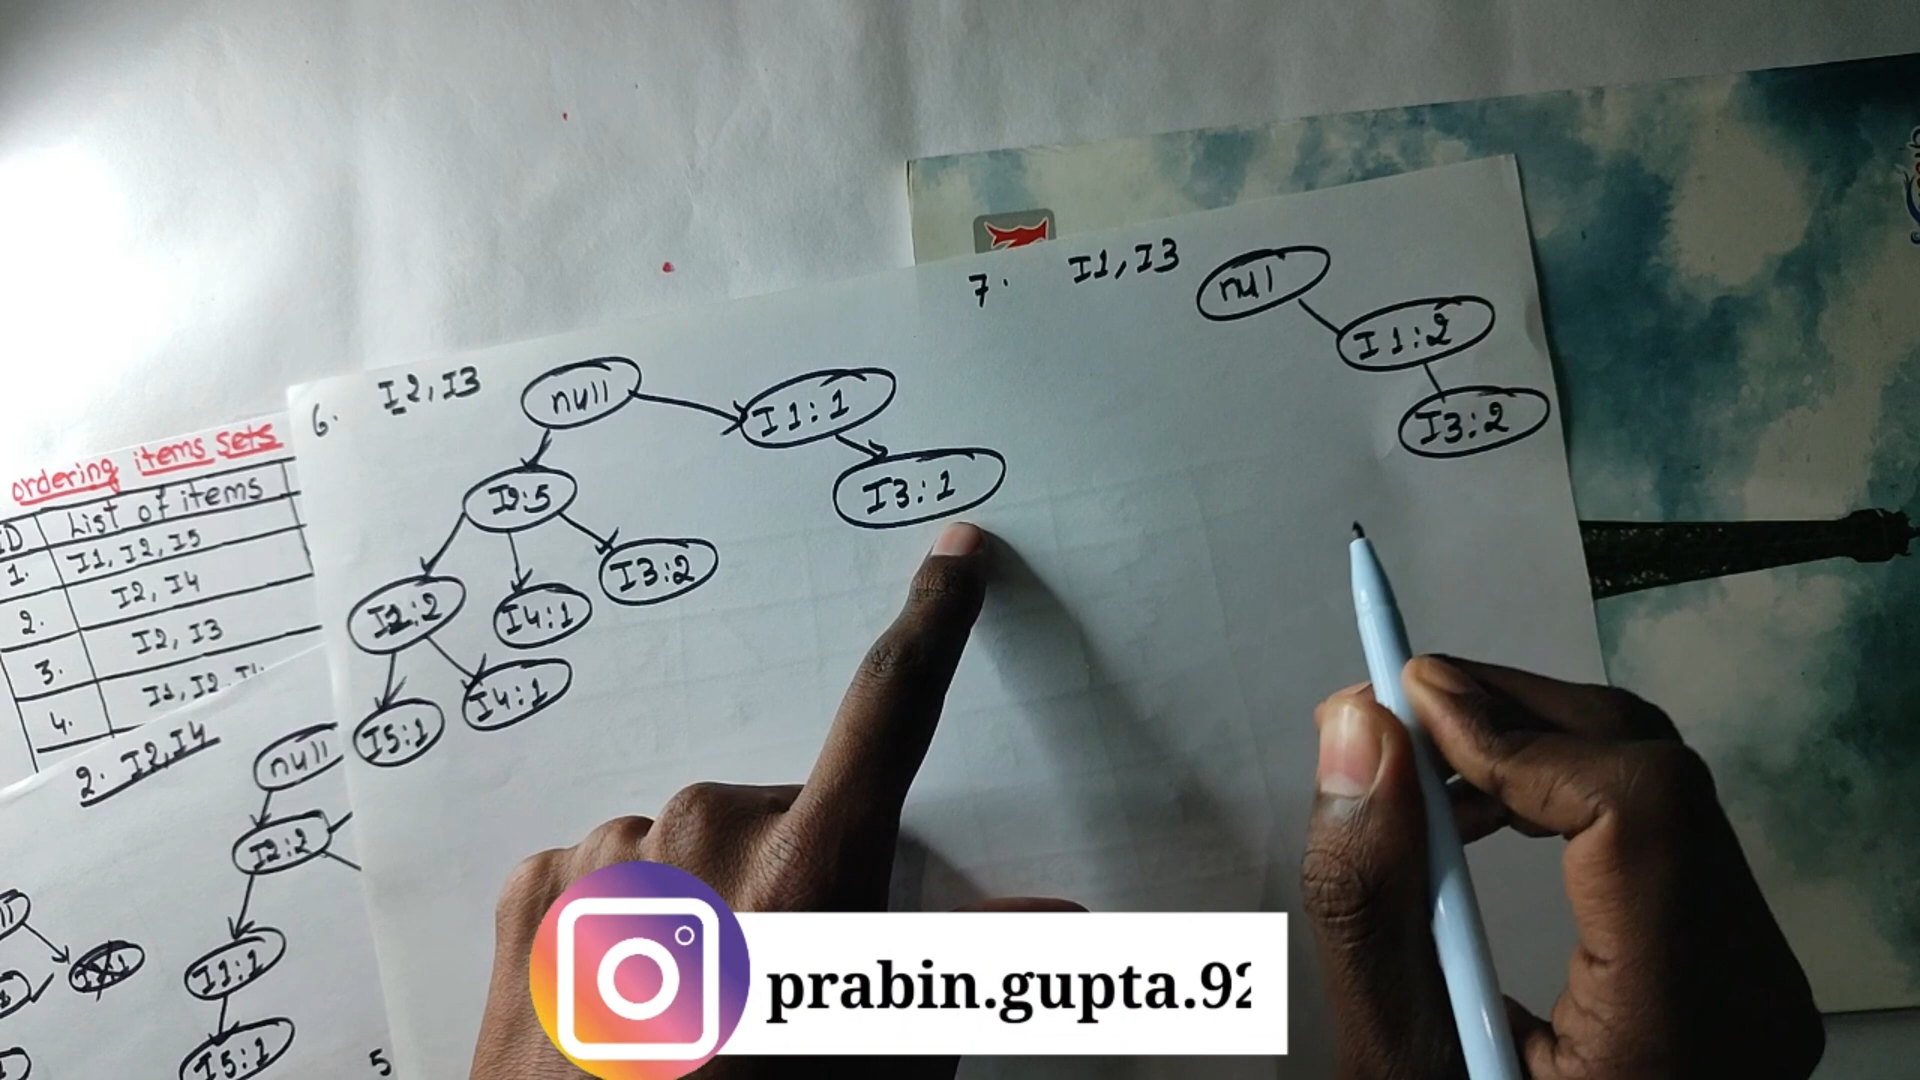 ordering items sets
ID List of items
1. I1, I2, I5
2. I2, I4
3. I2, I3
4. I1, I2,
6. I2, I3
null
I1:1
I3:1
I2:5
I2:2
I4:1
I3:2
I5:1
I4:1
7. I1, I3
null
I1:2
I3:2
2. I2, I4
null
I2:2
I1:1
I5:1
5
prabin.gupta.92